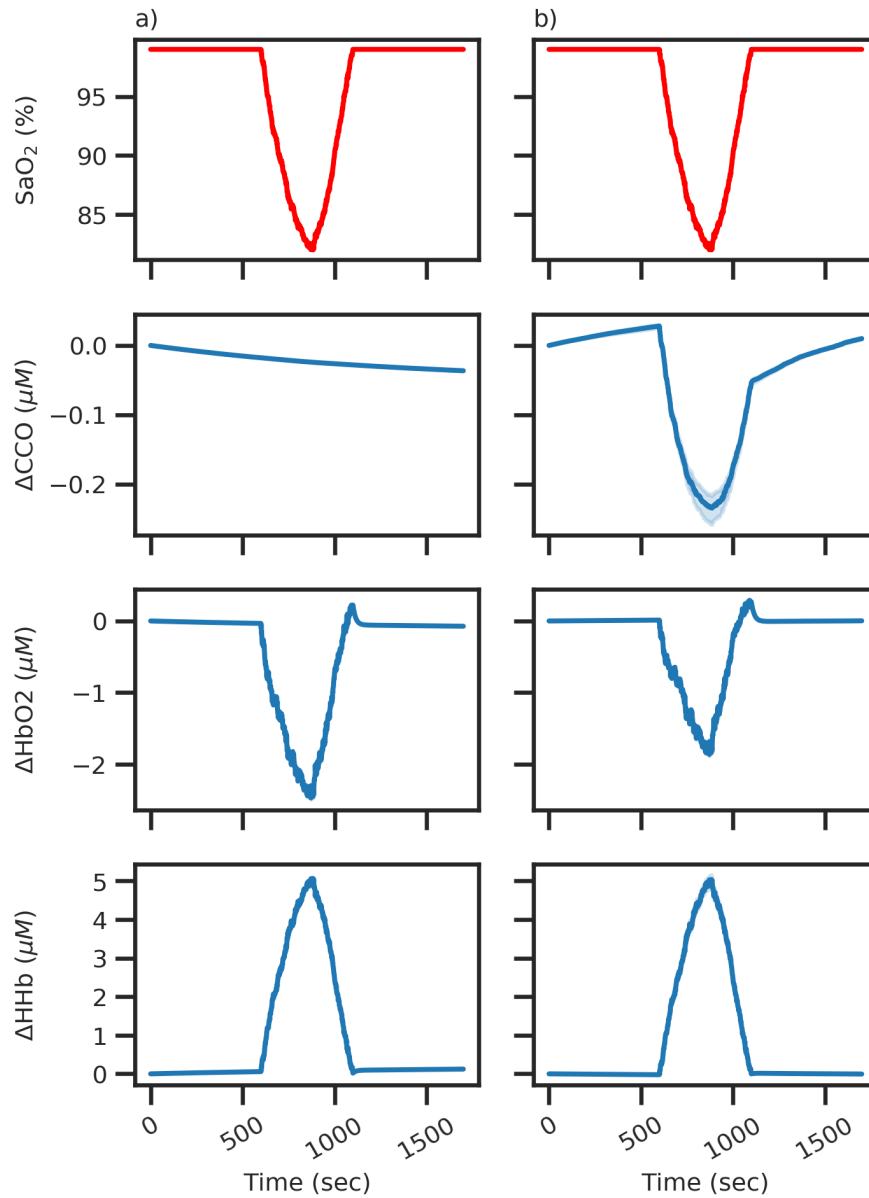 a)
b)
SaO₂ (%)
95
90
85
ΔCCO (μM)
0.0
−0.1
−0.2
ΔHbO2 (μM)
0
−1
−2
ΔHHb (μM)
5
4
3
2
1
0
0
500
1000
1500
0
500
1000
1500
Time (sec)
Time (sec)